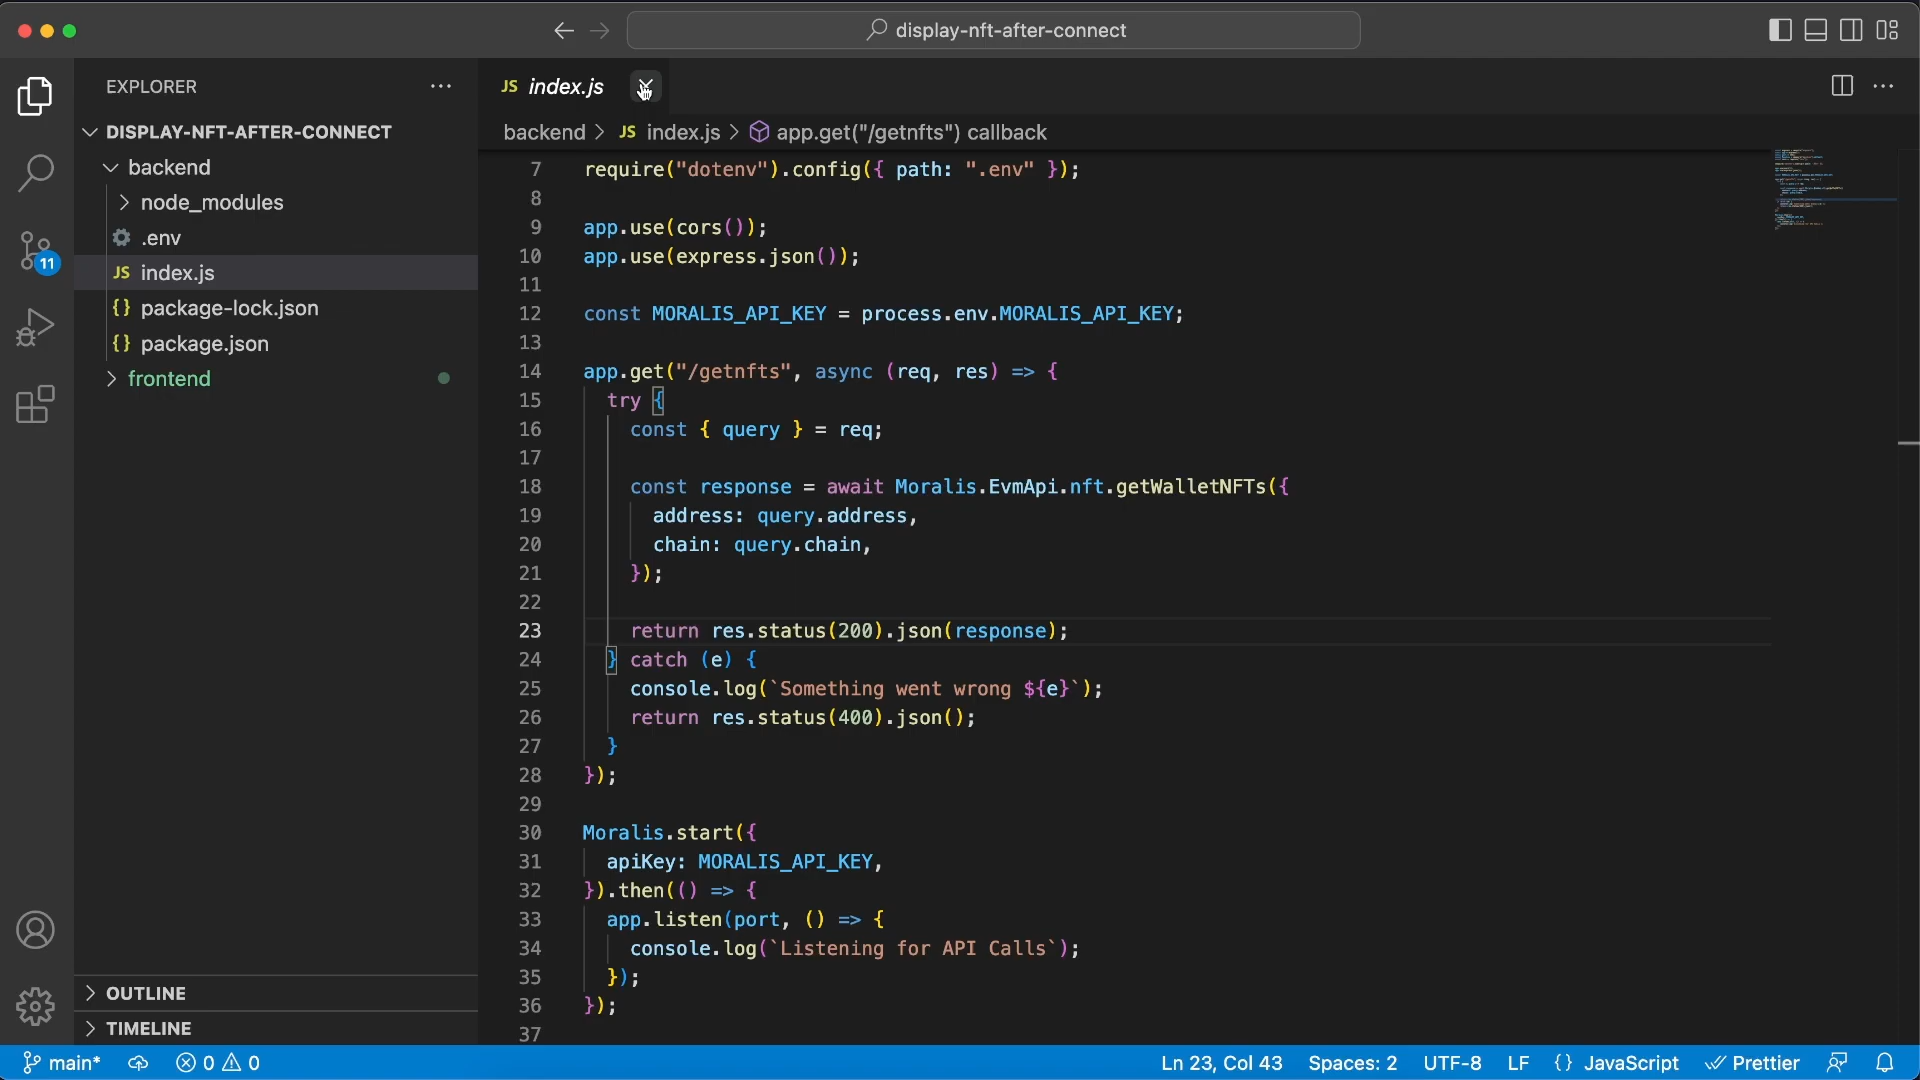 display-nft-after-connect
EXPLORER
DISPLAY-NFT-AFTER-CONNECT
backend
node_modules
.env
JS index.js
{} package-lock.json
{} package.json
frontend
11
OUTLINE
TIMELINE
JS index.js
backend > JS index.js > app.get("/getnfts") callback
7 require("dotenv").config({ path: ".env" });
8
9 app.use(cors());
10 app.use(express.json());
11
12 const MORALIS_API_KEY = process.env.MORALIS_API_KEY;
13
14 app.get("/getnfts", async (req, res) => {
15 try {
16 const { query } = req;
17
18 const response = await Moralis.EvmApi.nft.getWalletNFTs({
19 address: query.address,
20 chain: query.chain,
21 });
22
23 return res.status(200).json(response);
24 } catch (e) {
25 console.log(`Something went wrong ${e}`);
26 return res.status(400).json();
27 }
28 });
29
30 Moralis.start({
31 apiKey: MORALIS_API_KEY,
32 }).then(() => {
33 app.listen(port, () => {
34 console.log(`Listening for API Calls`);
35 });
36 });
37
main* 0 0 Ln 23, Col 43 Spaces: 2 UTF-8 LF {} JavaScript Prettier